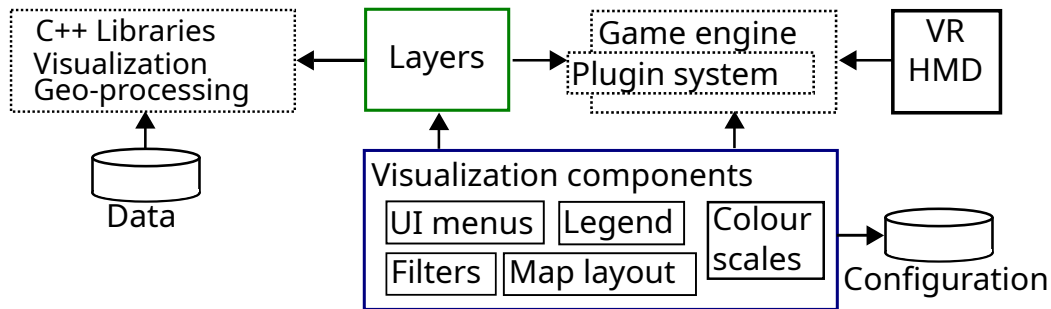 C++ Libraries
Visualization
Geo-processing
Layers
Game engine
Plugin system
VR
HMD
Data
Visualization components
UI menus
Legend
Colour
scales
Filters
Map layout
Configuration